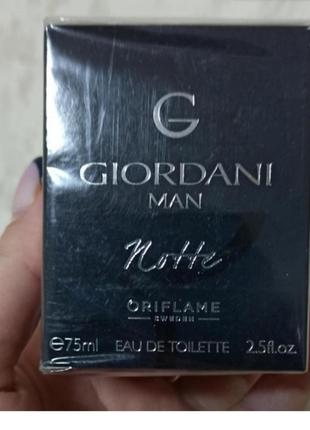 G
GIORDANI
MAN
Notte
ORIFLAME
SWEDEN
℮75ml EAU DE TOILETTE 2.5fl.oz.